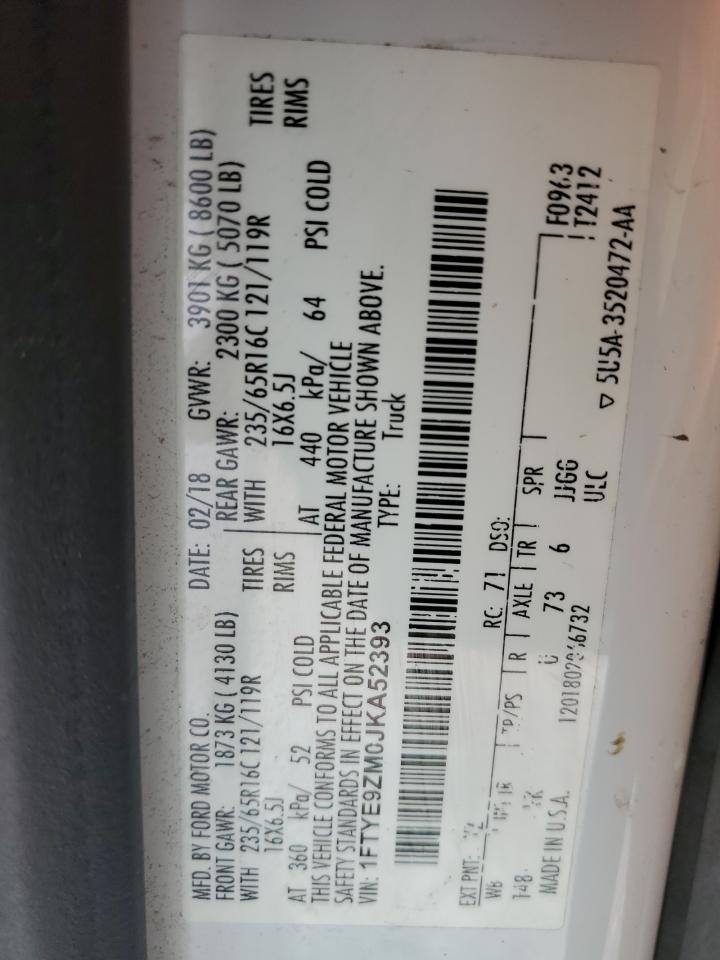 MFD. BY FORD MOTOR CO.
DATE: 02/18
GVWR: 3901 KG ( 8600 LB)
FRONT GAWR: 1873 KG ( 4130 LB)
REAR GAWR: 2300 KG ( 5070 LB)
WITH 235/65R16C 121/119R TIRES
WITH 235/65R16C 121/119R TIRES
16X6.5J RIMS
16X6.5J RIMS
AT 360 kPa/ 52 PSI COLD
AT 440 kPa/ 64 PSI COLD
THIS VEHICLE CONFORMS TO ALL APPLICABLE FEDERAL MOTOR VEHICLE
SAFETY STANDARDS IN EFFECT ON THE DATE OF MANUFACTURE SHOWN ABOVE.
VIN: 1FTYE9ZM0JKA52393
TYPE: Truck
EXT PNT:
RC: 71 DSO:
F0963
WB TP/PS R AXLE TR SPR
T2412
148 U 73 6 JJGG
MADE IN U.S.A.
ULC
▽ 5U5A-3520472-AA